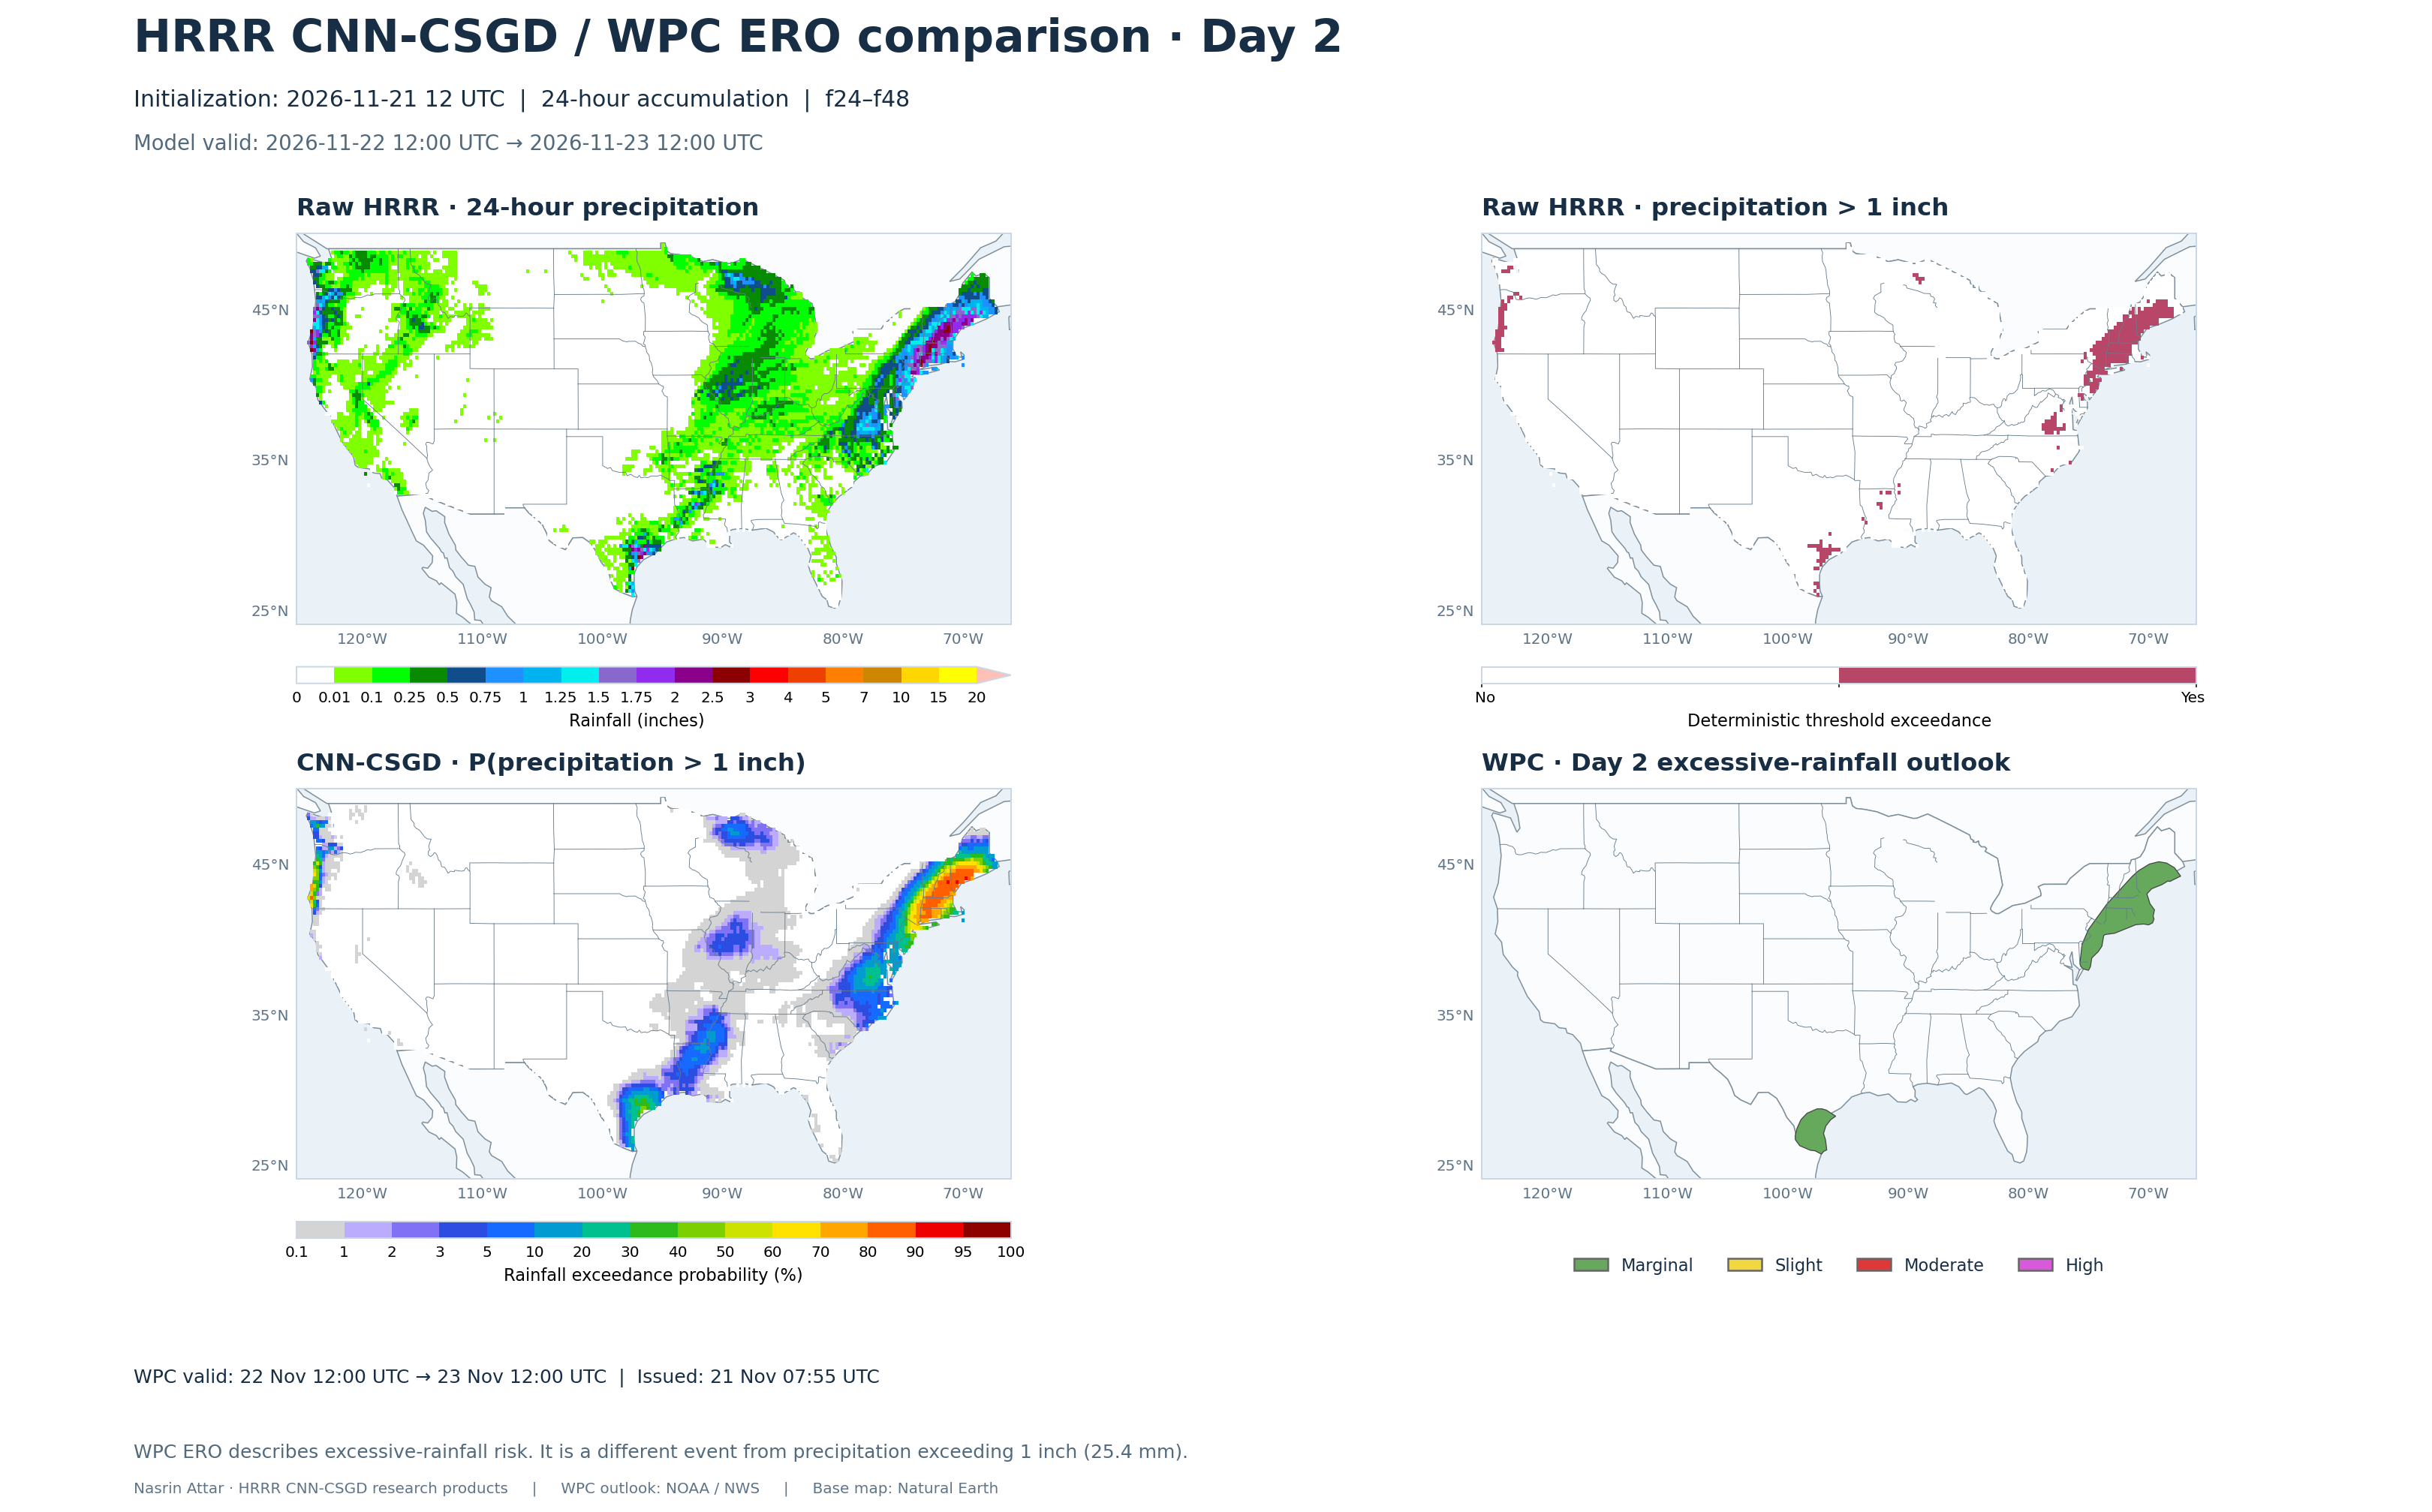 HRRR CNN-CSGD / WPC ERO comparison · Day 2
Initialization: 2026-11-21 12 UTC | 24-hour accumulation | f24–f48
Model valid: 2026-11-22 12:00 UTC → 2026-11-23 12:00 UTC
Raw HRRR · 24-hour precipitation
45°N
35°N
25°N
120°W 110°W 100°W 90°W 80°W 70°W
0 0.01 0.1 0.25 0.5 0.75 1 1.25 1.5 1.75 2 2.5 3 4 5 7 10 15 20
Rainfall (inches)
Raw HRRR · precipitation > 1 inch
45°N
35°N
25°N
120°W 110°W 100°W 90°W 80°W 70°W
No Yes
Deterministic threshold exceedance
CNN-CSGD · P(precipitation > 1 inch)
45°N
35°N
25°N
120°W 110°W 100°W 90°W 80°W 70°W
0.1 1 2 3 5 10 20 30 40 50 60 70 80 90 95 100
Rainfall exceedance probability (%)
WPC · Day 2 excessive-rainfall outlook
45°N
35°N
25°N
120°W 110°W 100°W 90°W 80°W 70°W
Marginal Slight Moderate High
WPC valid: 22 Nov 12:00 UTC → 23 Nov 12:00 UTC | Issued: 21 Nov 07:55 UTC
WPC ERO describes excessive-rainfall risk. It is a different event from precipitation exceeding 1 inch (25.4 mm).
Nasrin Attar · HRRR CNN-CSGD research products | WPC outlook: NOAA / NWS | Base map: Natural Earth